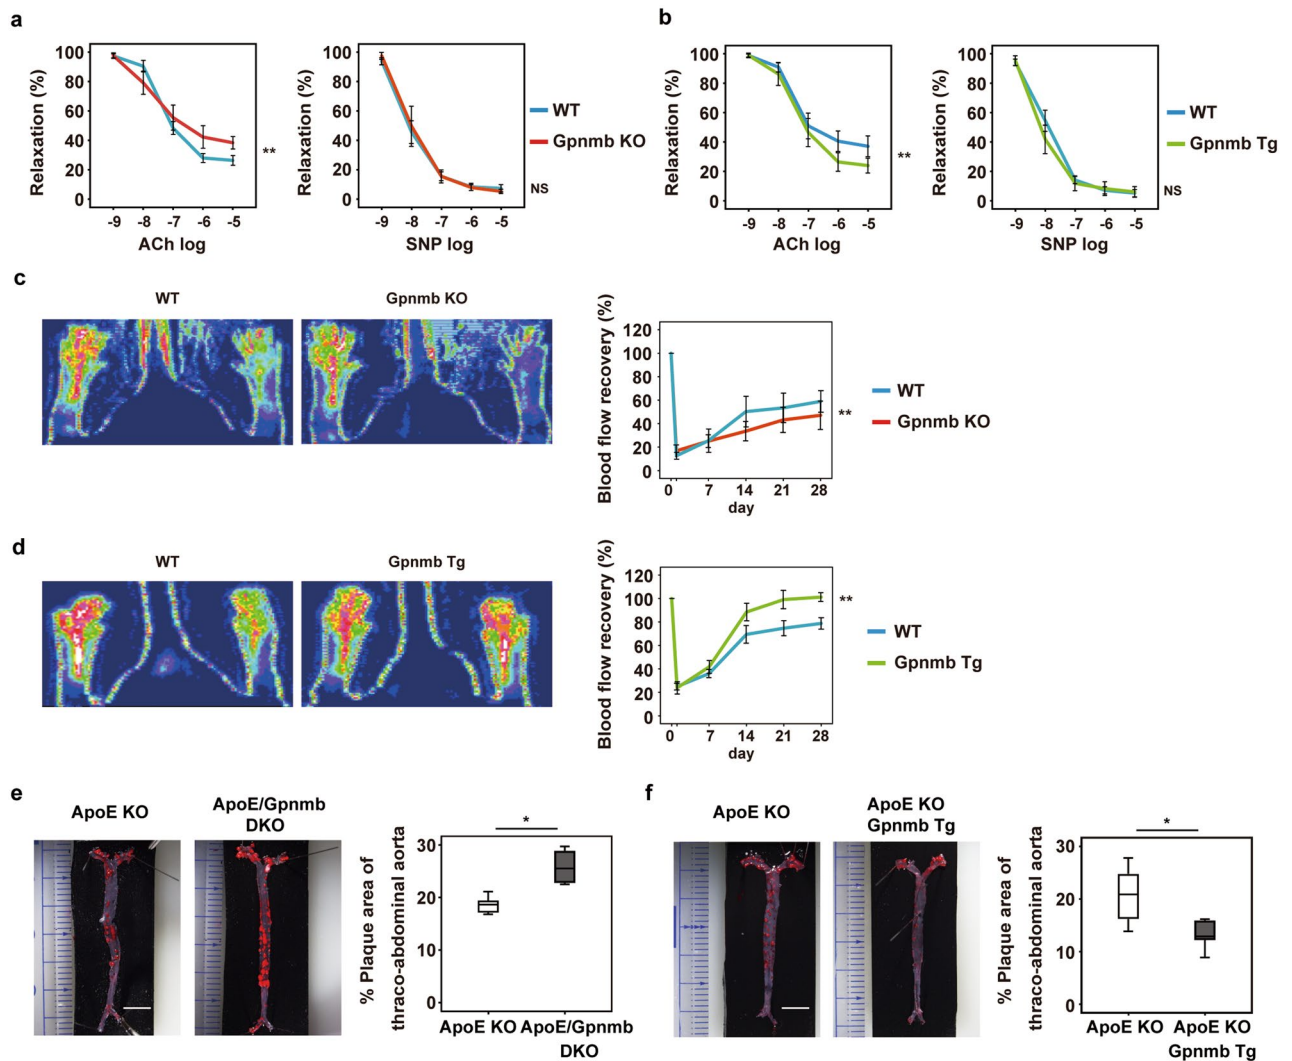 a
Relaxation (%)
100
80
60
40
20
0
-9 -8 -7 -6 -5
ACh log
**
Relaxation (%)
100
80
60
40
20
0
-9 -8 -7 -6 -5
SNP log
NS
WT
Gpnmb KO
b
Relaxation (%)
100
80
60
40
20
0
-9 -8 -7 -6 -5
ACh log
**
Relaxation (%)
100
80
60
40
20
0
-9 -8 -7 -6 -5
SNP log
NS
WT
Gpnmb Tg
c
WT
Gpnmb KO
Blood flow recovery (%)
120
100
80
60
40
20
0
0 7 14 21 28
day
**
WT
Gpnmb KO
d
WT
Gpnmb Tg
Blood flow recovery (%)
120
100
80
60
40
20
0
0 7 14 21 28
day
**
WT
Gpnmb Tg
e
ApoE KO
ApoE/Gpnmb
DKO
% Plaque area of
thraco-abdominal aorta
30
20
10
0
*
ApoE KO ApoE/Gpnmb
DKO
f
ApoE KO
ApoE KO
Gpnmb Tg
% Plaque area of
thraco-abdominal aorta
30
20
10
0
*
ApoE KO ApoE KO
Gpnmb Tg